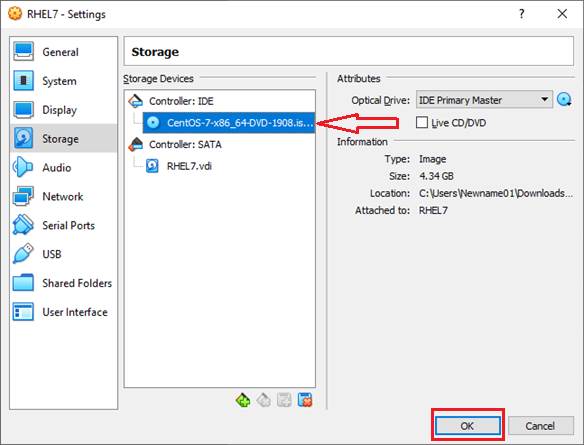 RHEL7 - Settings
?
General
System
Display
Storage
Audio
Network
Serial Ports
USB
Shared Folders
User Interface
Storage
Storage Devices
Controller: IDE
CentOS-7-x86_64-DVD-1908.is...
Controller: SATA
RHEL7.vdi
Attributes
Optical Drive: IDE Primary Master
Live CD/DVD
Information
Type: Image
Size: 4.34 GB
Location: C:\Users\Newname01\Downloads...
Attached to: RHEL7
OK Cancel